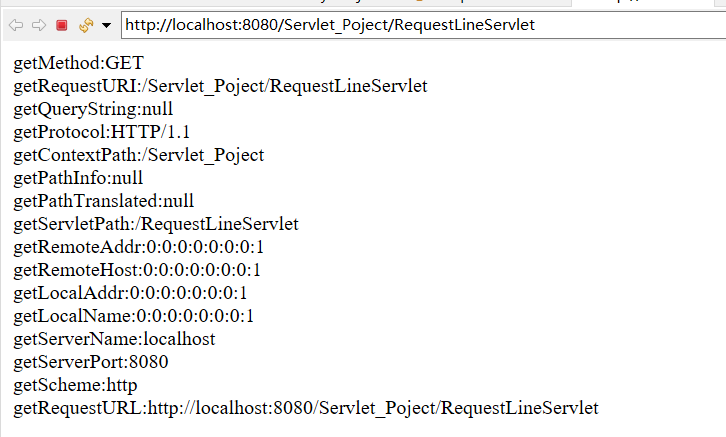 http://localhost:8080/Servlet_Poject/RequestLineServlet
getMethod:GET
getRequestURI:/Servlet_Poject/RequestLineServlet
getQueryString:null
getProtocol:HTTP/1.1
getContextPath:/Servlet_Poject
getPathInfo:null
getPathTranslated:null
getServletPath:/RequestLineServlet
getRemoteAddr:0:0:0:0:0:0:0:1
getRemoteHost:0:0:0:0:0:0:0:1
getLocalAddr:0:0:0:0:0:0:0:1
getLocalName:0:0:0:0:0:0:0:1
getServerName:localhost
getServerPort:8080
getScheme:http
getRequestURL:http://localhost:8080/Servlet_Poject/RequestLineServlet